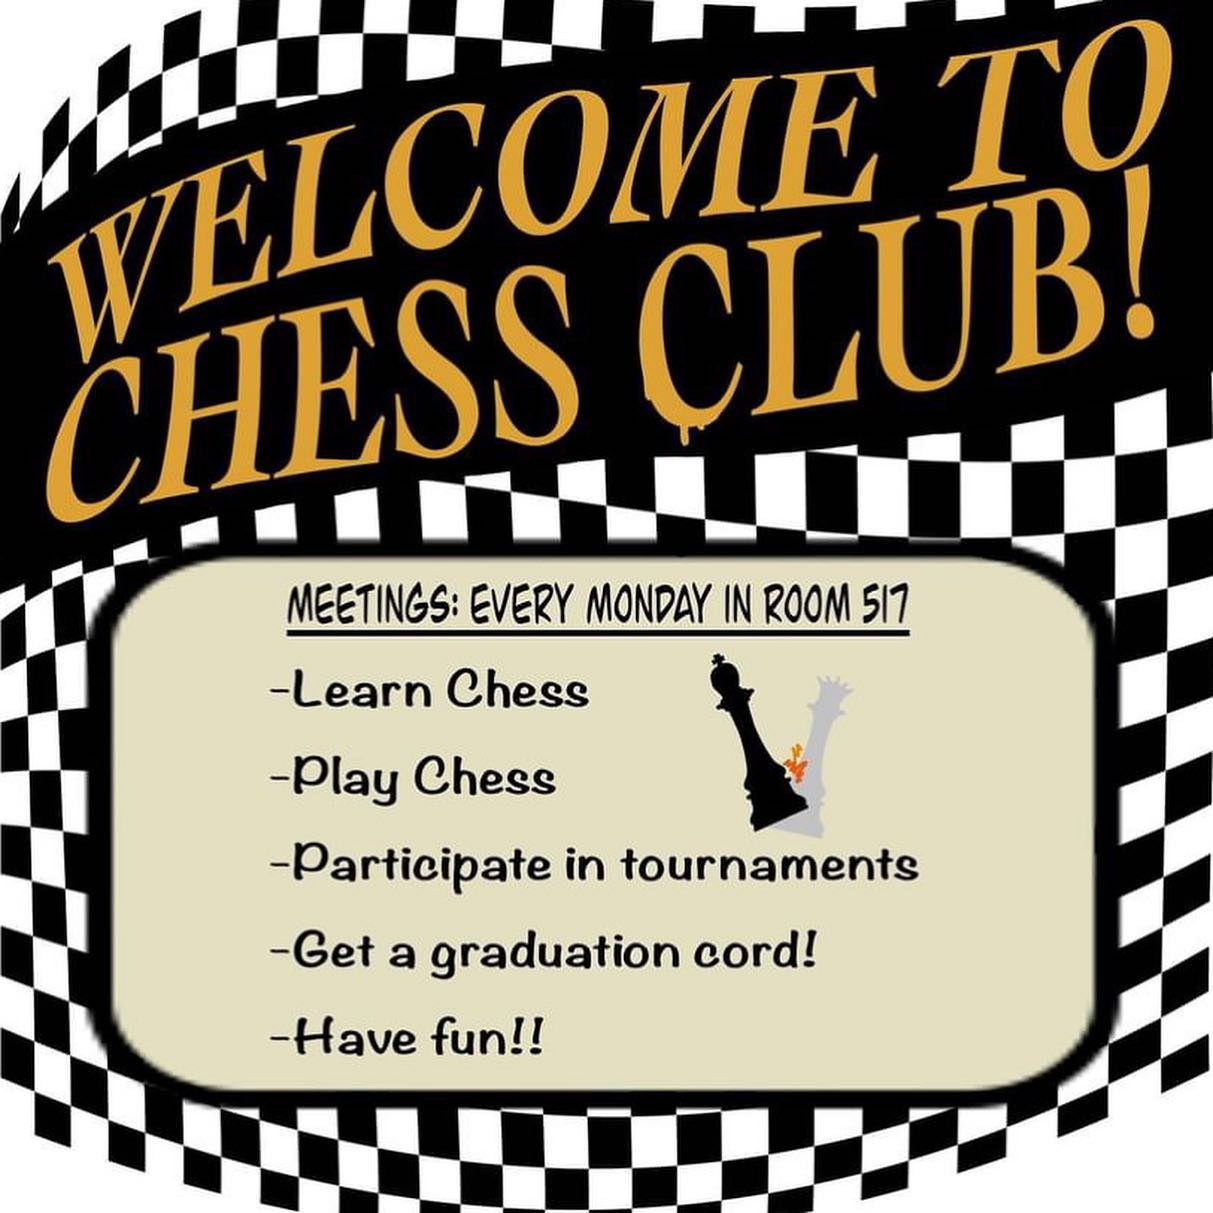 WELCOME TO
CHESS CLUB!
MEETINGS: EVERY MONDAY IN ROOM 517
-Learn Chess
-Play Chess
-Participate in tournaments
-Get a graduation cord!
-Have fun!!